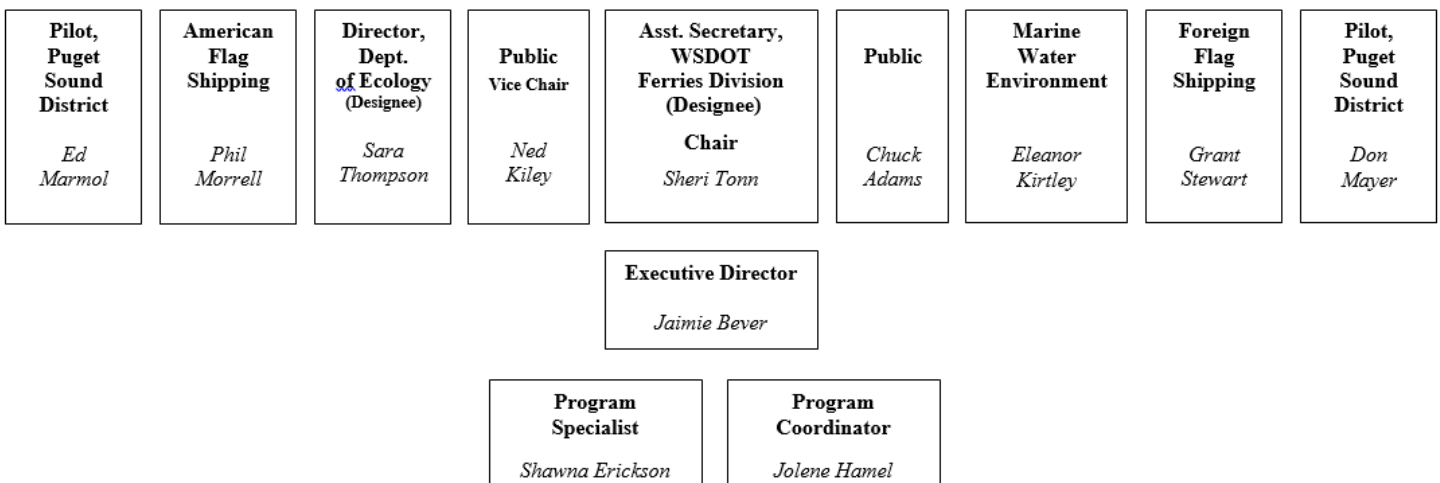 Pilot,
Puget
Sound
District
Ed
Marmol
American
Flag
Shipping
Phil
Morrell
Director,
Dept.
of Ecology
(Designee)
Sara
Thompson
Public
Vice Chair
Ned
Kiley
Asst. Secretary,
WSDOT
Ferries Division
(Designee)
Chair
Sheri Tonn
Public
Chuck
Adams
Marine
Water
Environment
Eleanor
Kirtley
Foreign
Flag
Shipping
Grant
Stewart
Pilot,
Puget
Sound
District
Don
Mayer
Executive Director
Jaimie Bever
Program
Specialist
Shawna Erickson
Program
Coordinator
Jolene Hamel